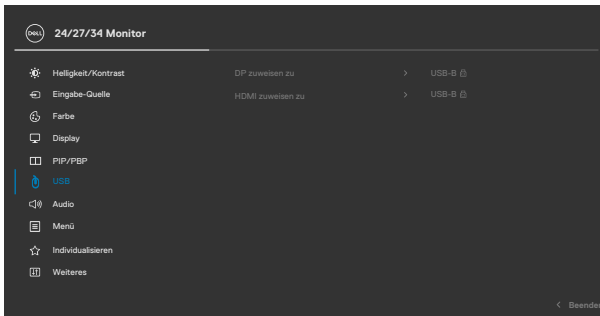 DELL 24/27/34 Monitor
Helligkeit/Kontrast DP zuweisen zu > USB-B
Eingabe-Quelle HDMI zuweisen zu > USB-B
Farbe
Display
PIP/PBP
USB
Audio
Menü
Individualisieren
Weiteres
< Beenden